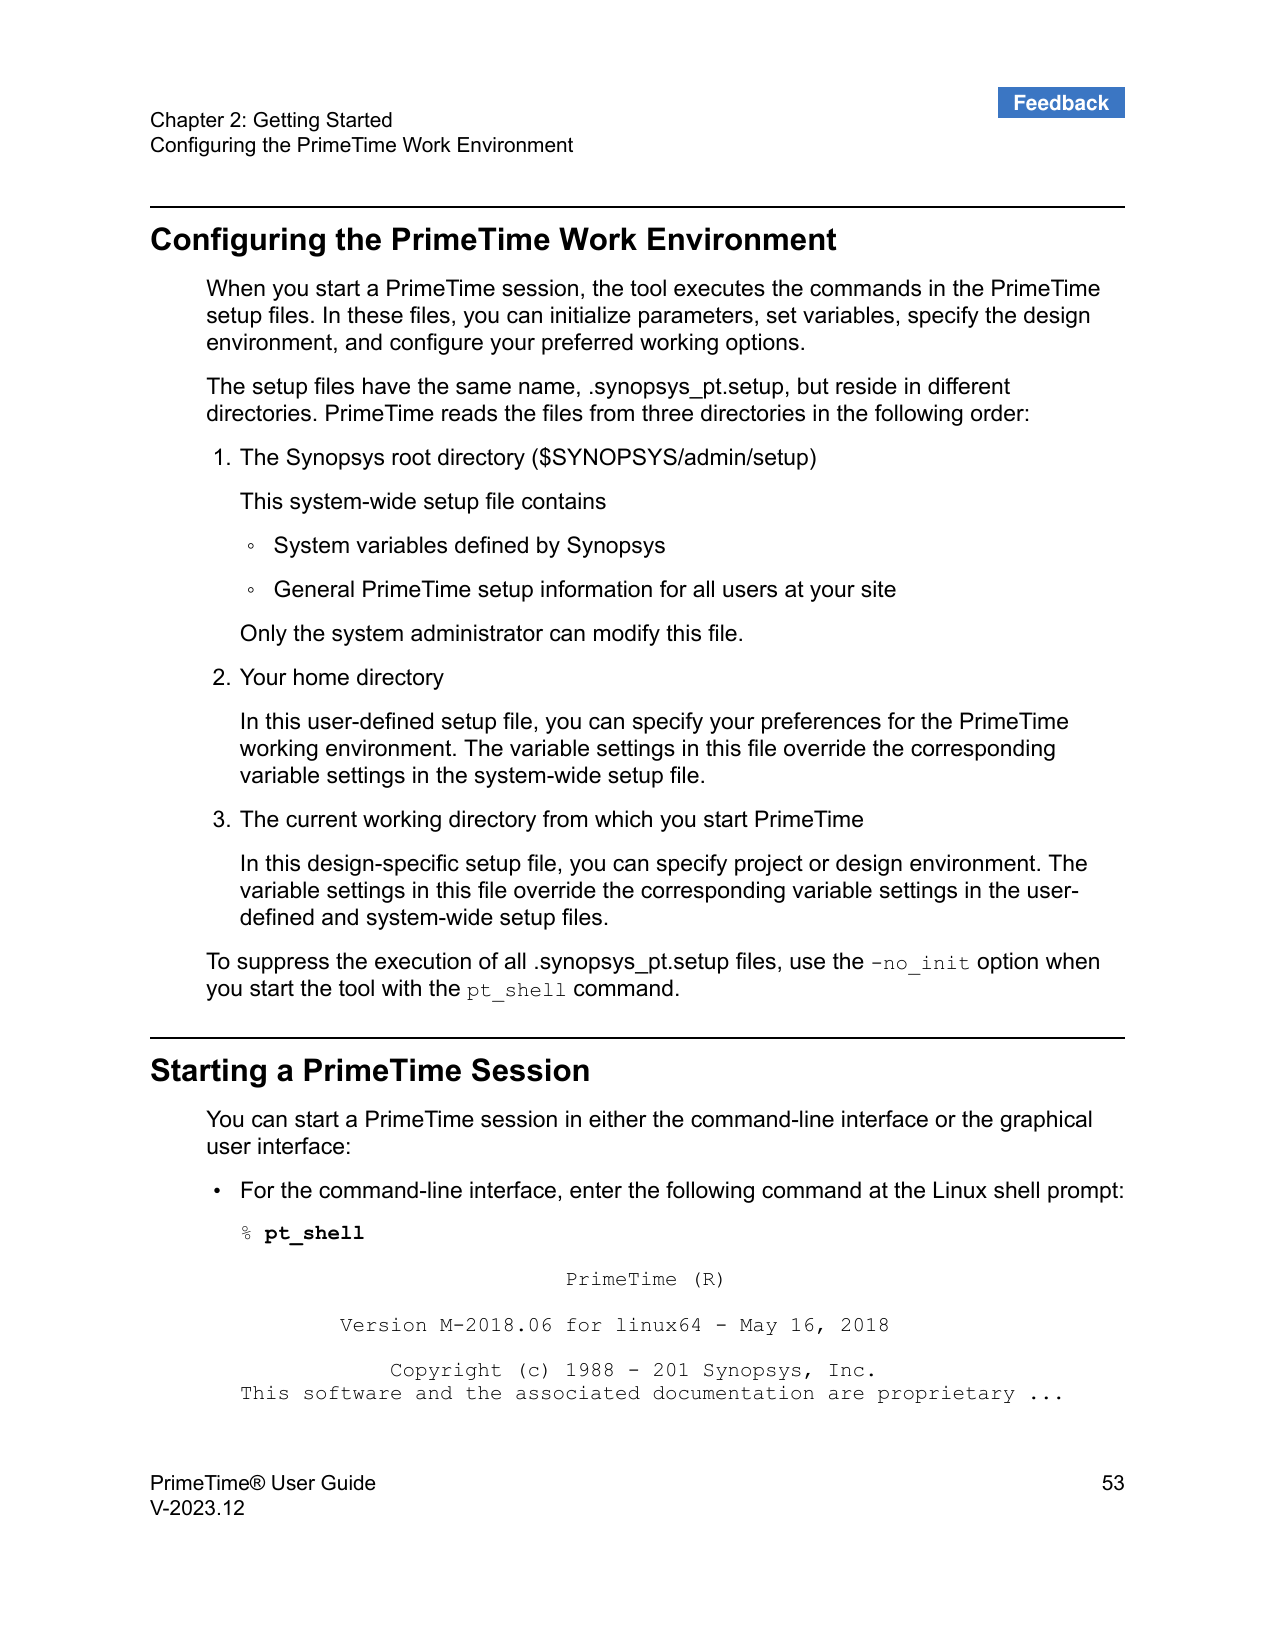 Feedback
Chapter 2: Getting Started
Configuring the PrimeTime Work Environment
Configuring the PrimeTime Work Environment
When you start a PrimeTime session, the tool executes the commands in the PrimeTime
setup files. In these files, you can initialize parameters, set variables, specify the design
environment, and configure your preferred working options.
The setup files have the same name, .synopsys_pt.setup, but reside in different
directories. PrimeTime reads the files from three directories in the following order:
1. The Synopsys root directory ($SYNOPSYS/admin/setup)
This system-wide setup file contains
◦ System variables defined by Synopsys
◦ General PrimeTime setup information for all users at your site
Only the system administrator can modify this file.
2. Your home directory
In this user-defined setup file, you can specify your preferences for the PrimeTime
working environment. The variable settings in this file override the corresponding
variable settings in the system-wide setup file.
3. The current working directory from which you start PrimeTime
In this design-specific setup file, you can specify project or design environment. The
variable settings in this file override the corresponding variable settings in the user-
defined and system-wide setup files.
To suppress the execution of all .synopsys_pt.setup files, use the -no_init option when
you start the tool with the pt_shell command.
Starting a PrimeTime Session
You can start a PrimeTime session in either the command-line interface or the graphical
user interface:
• For the command-line interface, enter the following command at the Linux shell prompt:
% pt_shell
PrimeTime (R)
Version M-2018.06 for linux64 - May 16, 2018
Copyright (c) 1988 - 201 Synopsys, Inc.
This software and the associated documentation are proprietary ...
PrimeTime® User Guide 53
V-2023.12